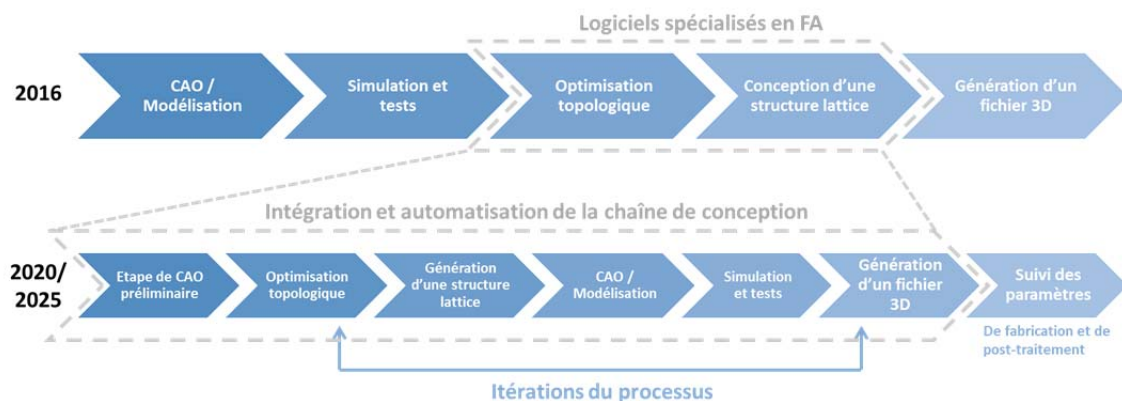 Logiciels spécialisés en FA
2016
CAO /
Modélisation
Simulation et
tests
Optimisation
topologique
Conception d'une
structure lattice
Génération d'un
fichier 3D
Intégration et automatisation de la chaîne de conception
2020/
2025
Etape de CAO
préliminaire
Optimisation
topologique
Génération
d'une structure
lattice
CAO /
Modélisation
Simulation
et tests
Génération
d'un fichier
3D
Suivi des
paramètres
De fabrication et de
post-traitement
Itérations du processus